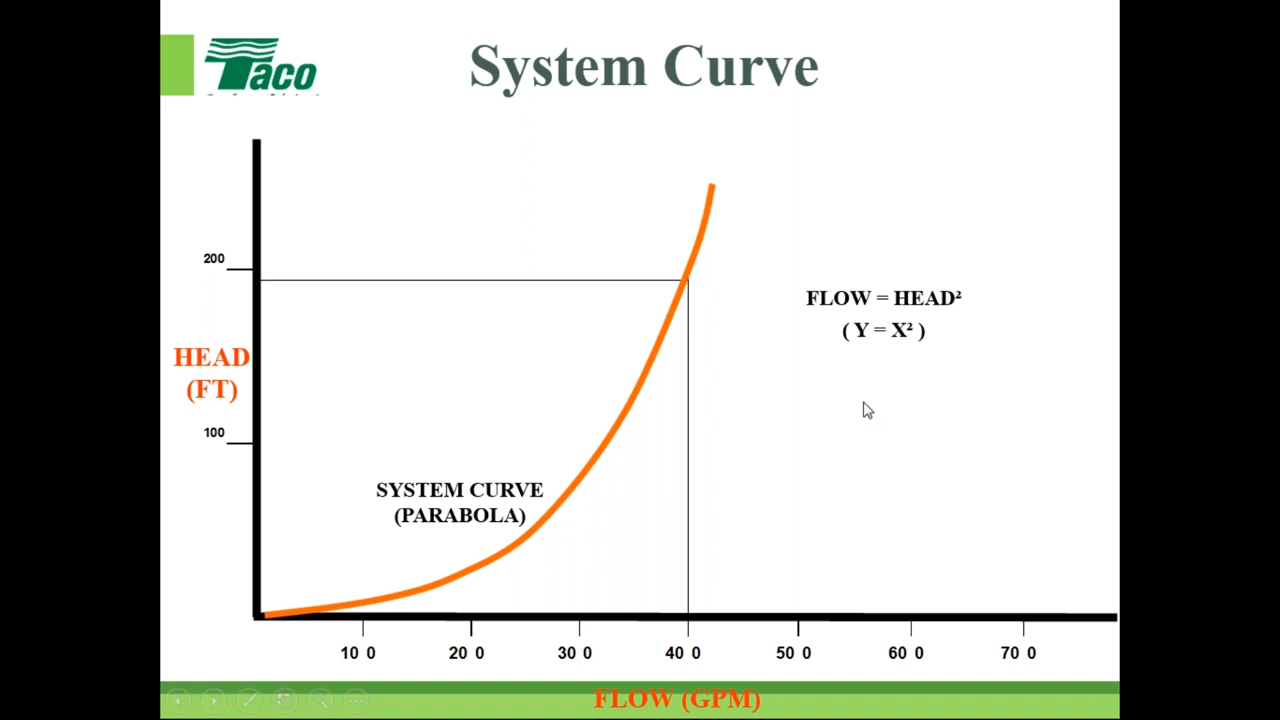 Taco
System Curve
200
HEAD
(FT)
100
FLOW = HEAD²
( Y = X² )
SYSTEM CURVE
(PARABOLA)
10 0 20 0 30 0 40 0 50 0 60 0 70 0
FLOW (GPM)